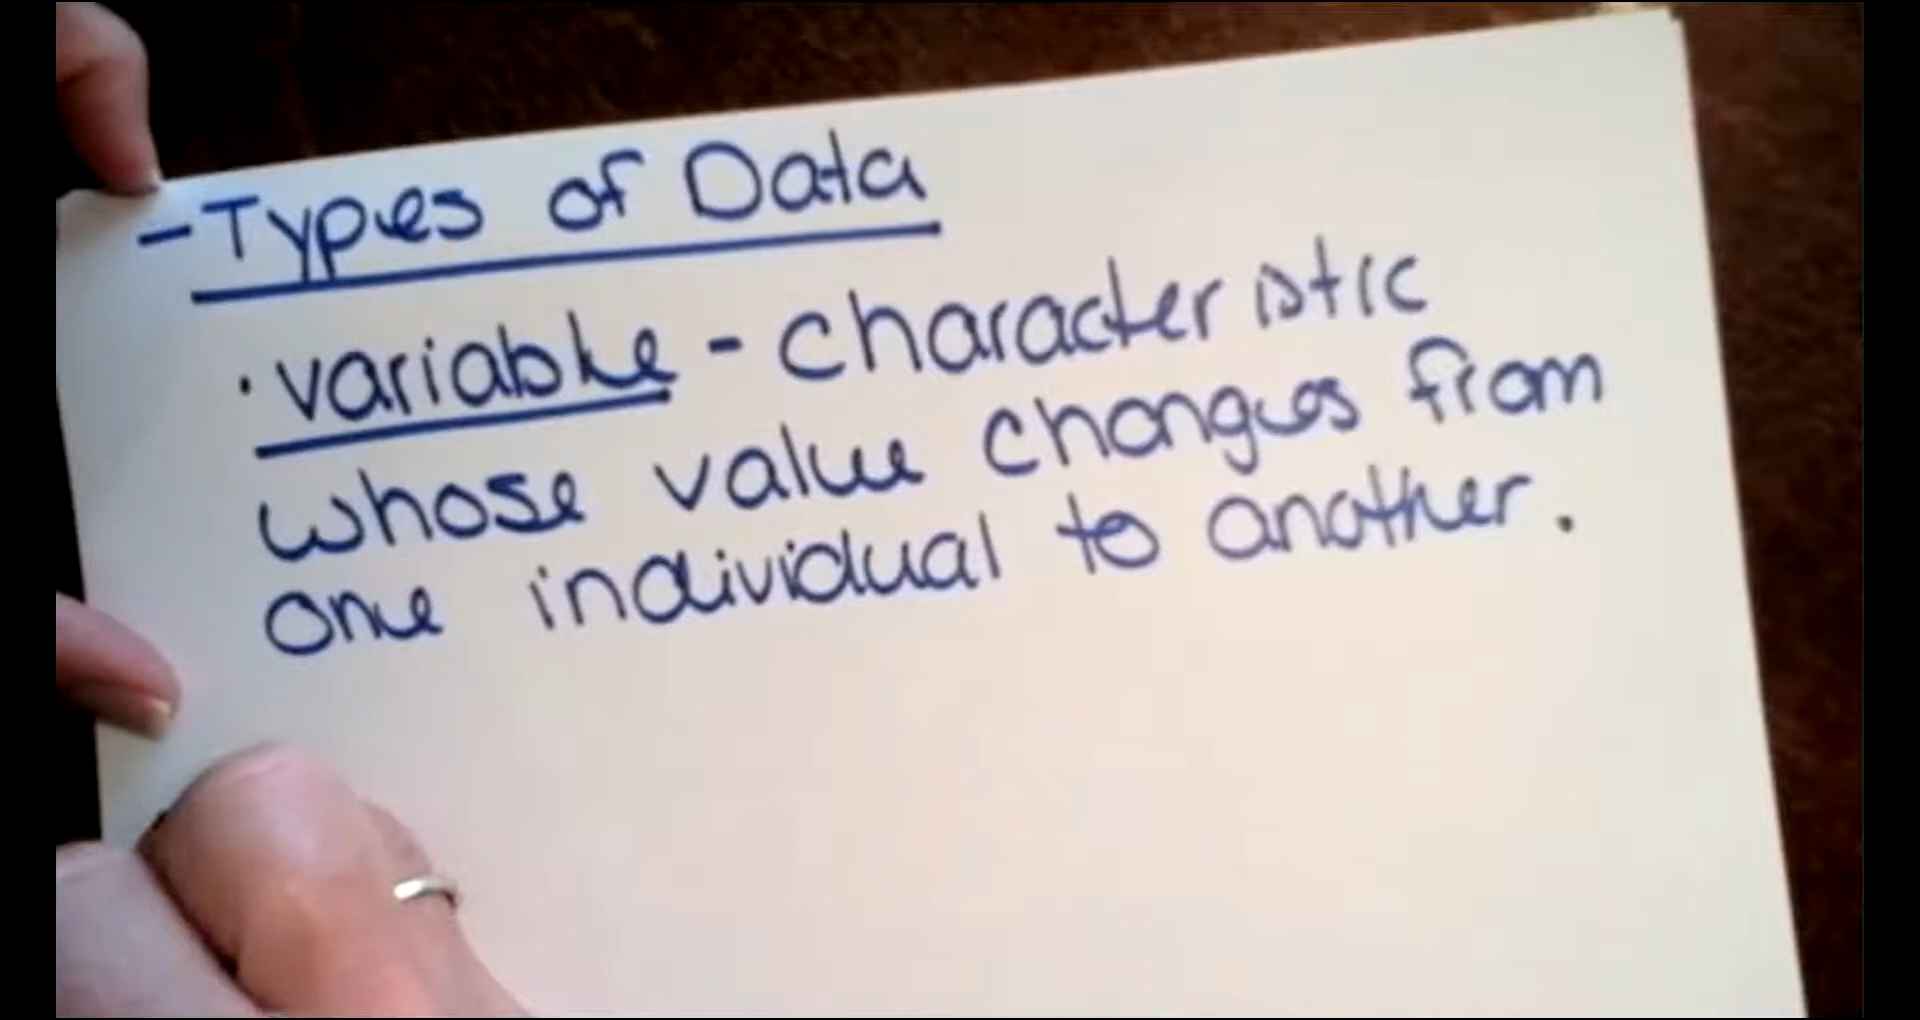 - Types of Data
· variable - characteristic
whose value changes from
one individual to another.